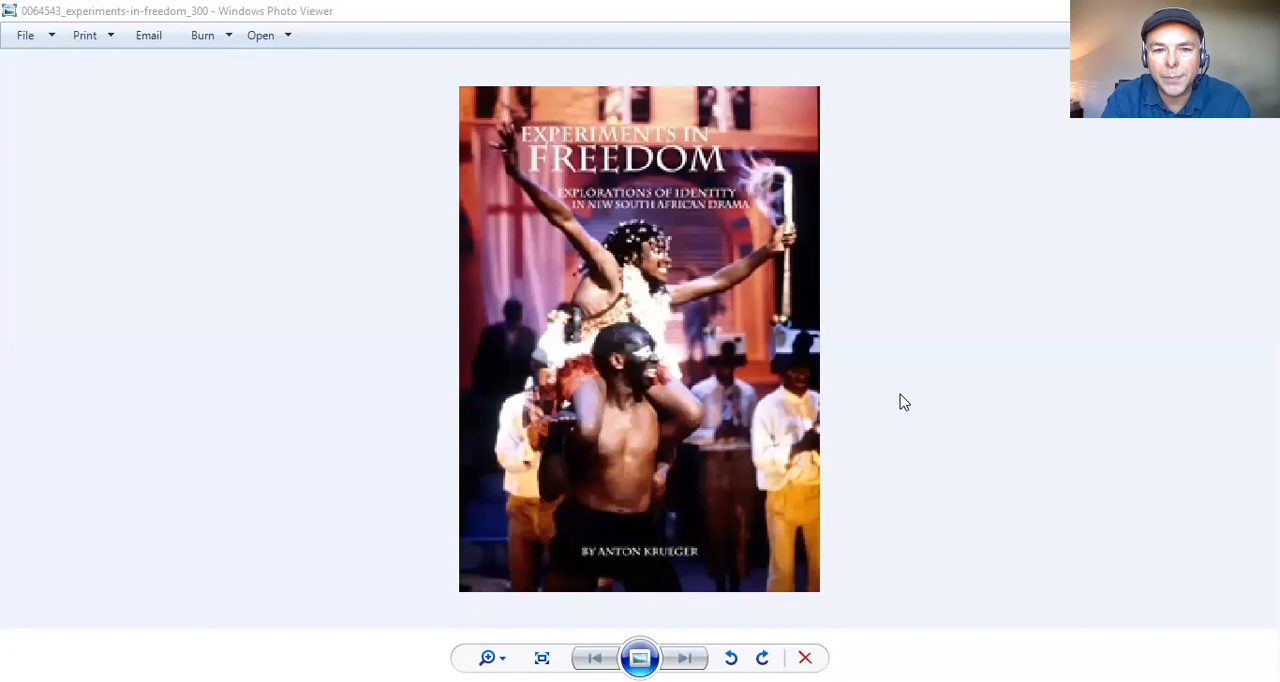 0064543_experiments-in-freedom_300 - Windows Photo Viewer
File Print Email Burn Open
EXPERIMENTS IN
FREEDOM
EXPLORATIONS OF IDENTITY
IN NEW SOUTH AFRICAN DRAMA
BY ANTON KRUEGER